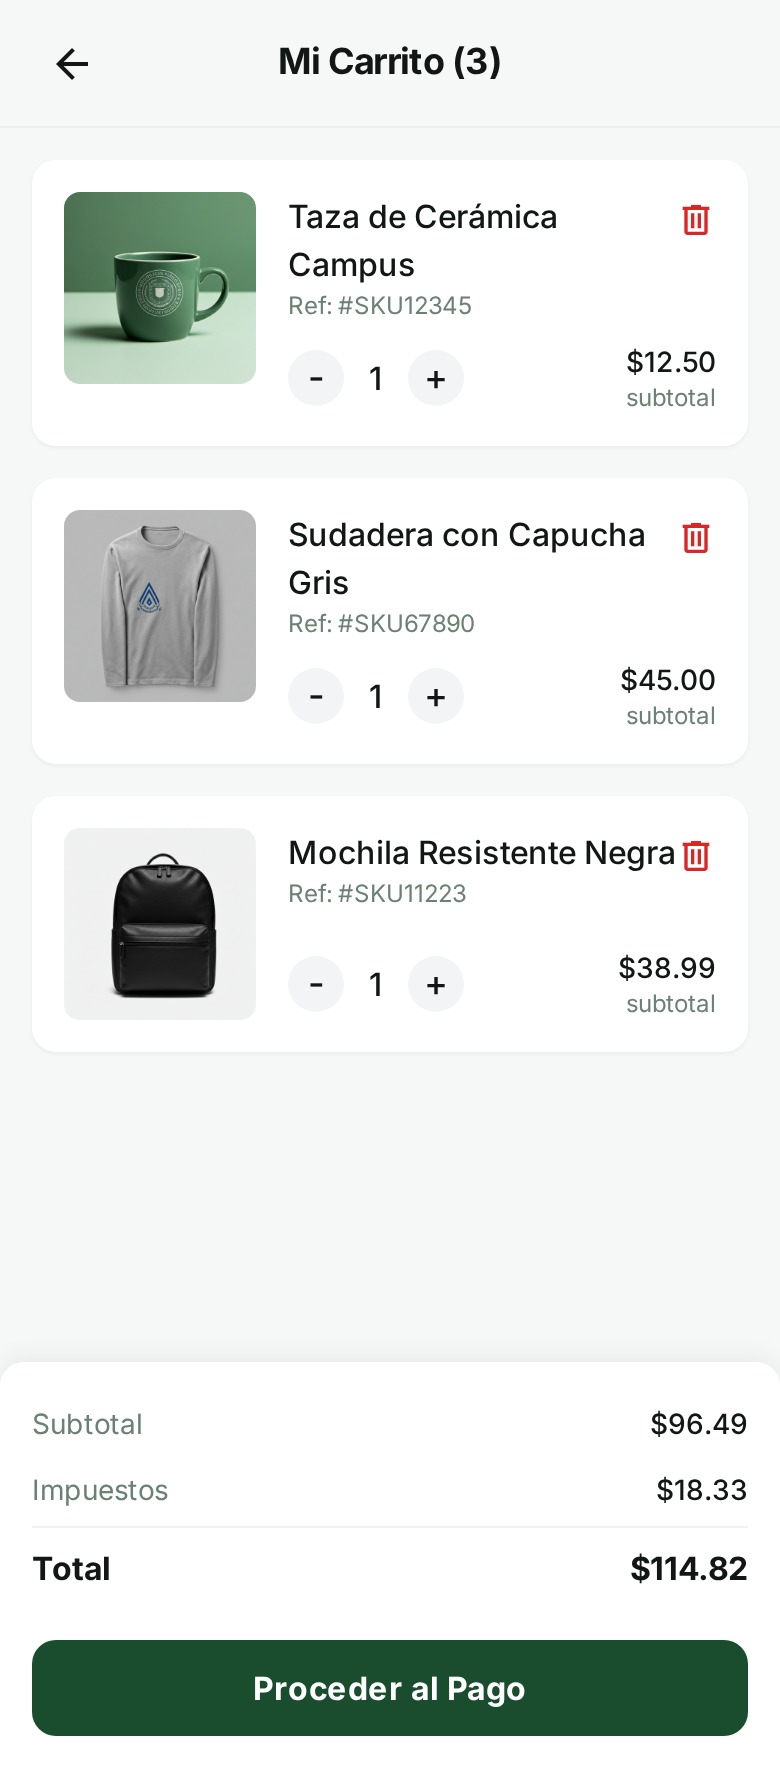 Mi Carrito (3)
Taza de Cerámica
Campus
Ref: #SKU12345
- 1 +
$12.50
subtotal
Sudadera con Capucha
Gris
Ref: #SKU67890
- 1 +
$45.00
subtotal
Mochila Resistente Negra
Ref: #SKU11223
- 1 +
$38.99
subtotal
Subtotal $96.49
Impuestos $18.33
Total $114.82
Proceder al Pago